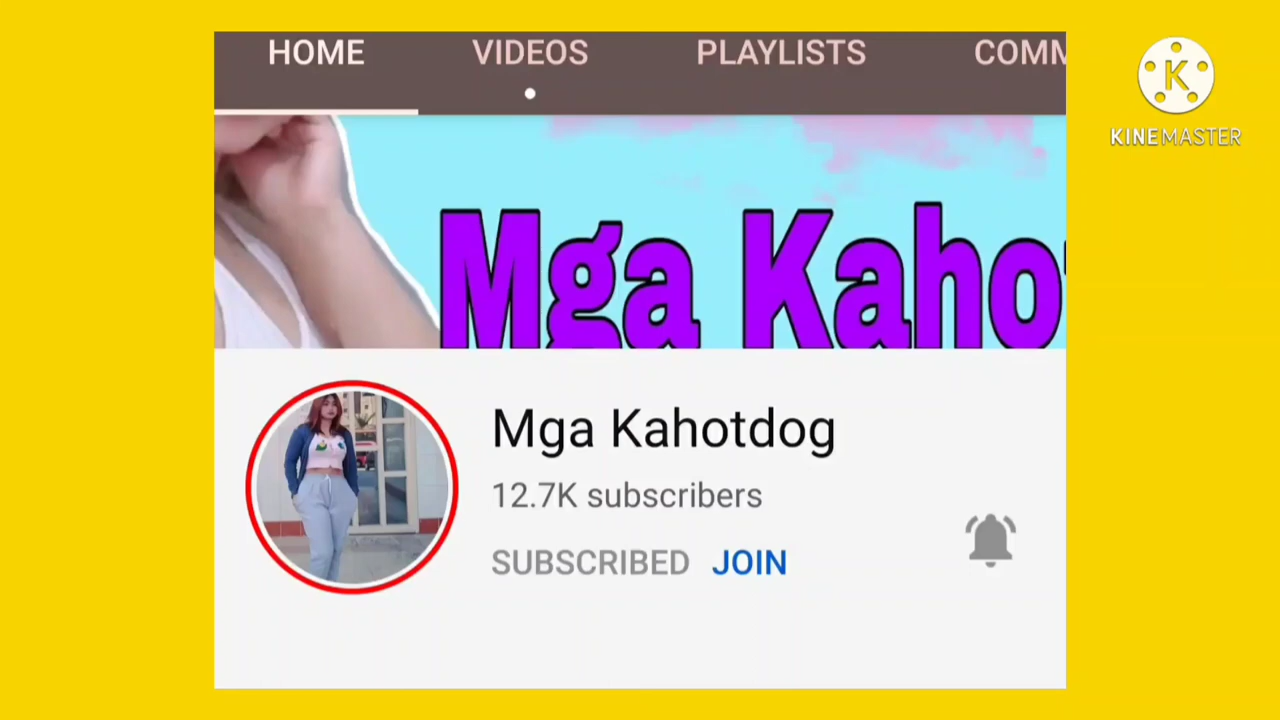 HOME VIDEOS PLAYLISTS COMM
KINEMASTER
Mga Kaho
Mga Kahotdog
12.7K subscribers
SUBSCRIBED JOIN